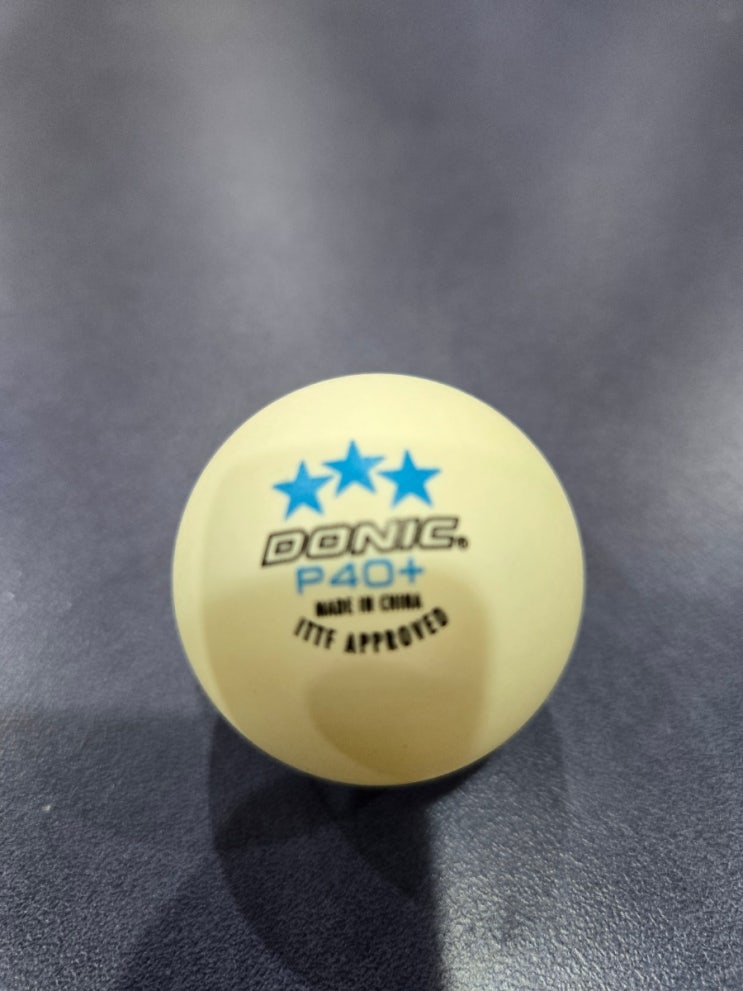 DONIC
P40+
MADE IN CHINA
ITTF APPROVED